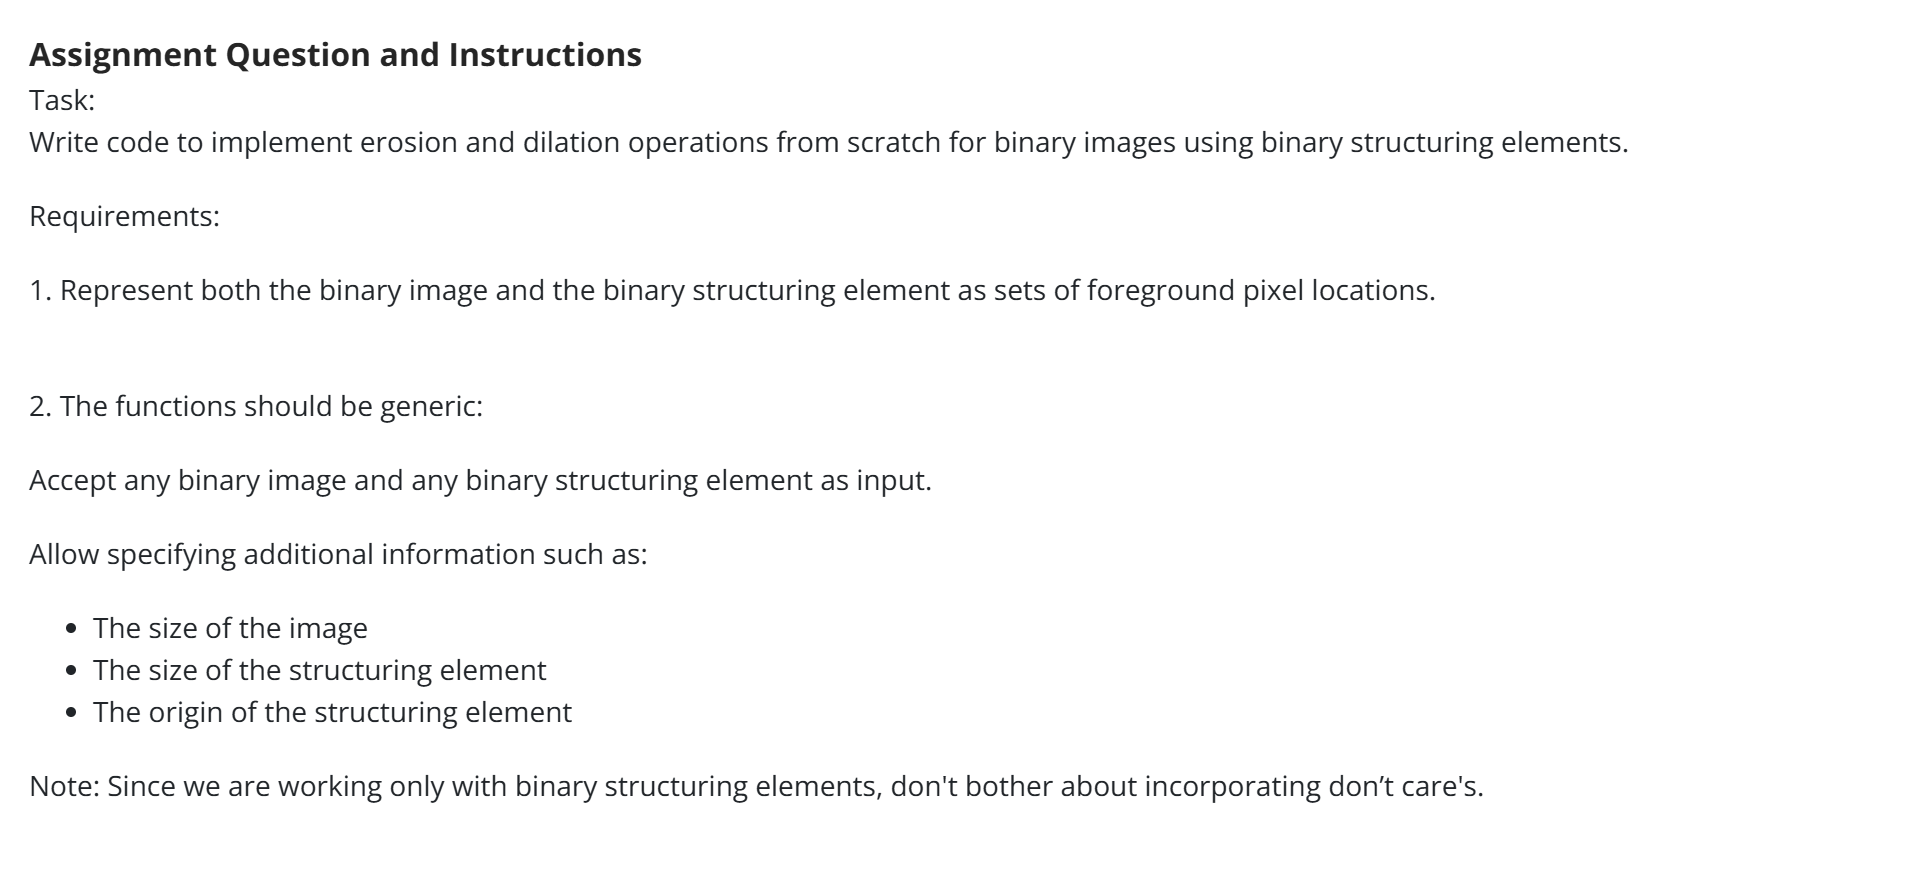 Assignment Question and Instructions
Task:
Write code to implement erosion and dilation operations from scratch for binary images using binary structuring elements.
Requirements:
1. Represent both the binary image and the binary structuring element as sets of foreground pixel locations.
2. The functions should be generic:
Accept any binary image and any binary structuring element as input.
Allow specifying additional information such as:
• The size of the image
• The size of the structuring element
• The origin of the structuring element
Note: Since we are working only with binary structuring elements, don't bother about incorporating don’t care's.